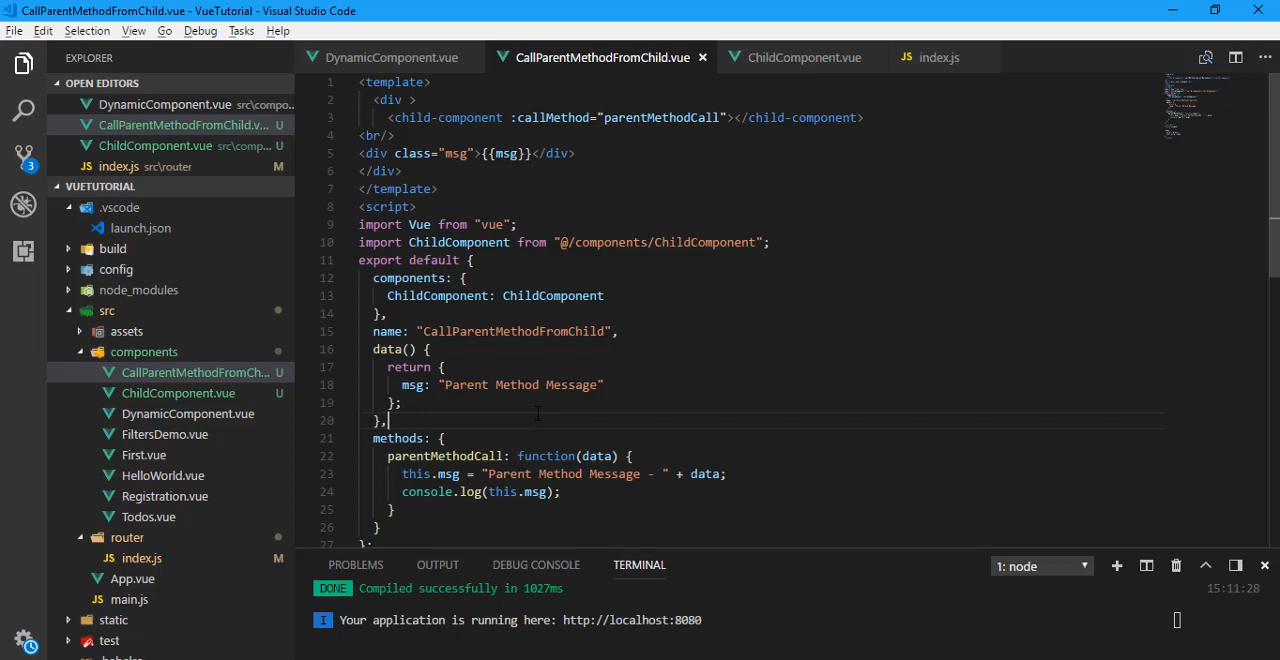 CallParentMethodFromChild.vue - VueTutorial - Visual Studio Code
File Edit Selection View Go Debug Tasks Help
EXPLORER
OPEN EDITORS
DynamicComponent.vue src\compo...
CallParentMethodFromChild.v... U
ChildComponent.vue src\comp... U
index.js src\router M
VUETUTORIAL
.vscode
launch.json
build
config
node_modules
src
assets
components
CallParentMethodFromCh... U
ChildComponent.vue U
DynamicComponent.vue
FiltersDemo.vue
First.vue
HelloWorld.vue
Registration.vue
Todos.vue
router
index.js M
App.vue
main.js
static
test
3
DynamicComponent.vue CallParentMethodFromChild.vue ChildComponent.vue JS index.js
1 <template>
2 <div >
3 <child-component :callMethod="parentMethodCall"></child-component>
4 <br/>
5 <div class="msg">{{msg}}</div>
6 </div>
7 </template>
8 <script>
9 import Vue from "vue";
10 import ChildComponent from "@/components/ChildComponent";
11 export default {
12 components: {
13 ChildComponent: ChildComponent
14 },
15 name: "CallParentMethodFromChild",
16 data() {
17 return {
18 msg: "Parent Method Message"
19 };
20 },
21 methods: {
22 parentMethodCall: function(data) {
23 this.msg = "Parent Method Message - " + data;
24 console.log(this.msg);
25 }
26 }
27 };
PROBLEMS OUTPUT DEBUG CONSOLE TERMINAL 1: node
DONE Compiled successfully in 1027ms 15:11:28
I Your application is running here: http://localhost:8080